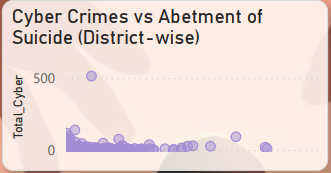 Cyber Crimes vs Abetment of
Suicide (District-wise)
Total_Cyber
500
0